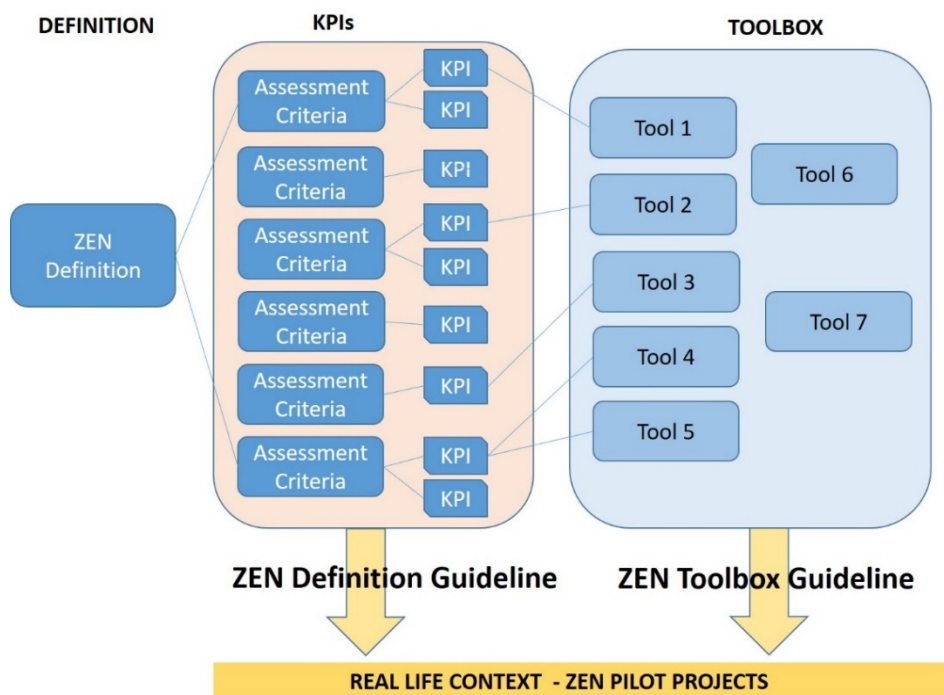 DEFINITION
KPIs
TOOLBOX
ZEN
Definition
Assessment
Criteria
KPI
KPI
Assessment
Criteria
KPI
Assessment
Criteria
KPI
KPI
Assessment
Criteria
KPI
Assessment
Criteria
KPI
Assessment
Criteria
KPI
KPI
Tool 1
Tool 2
Tool 3
Tool 4
Tool 5
Tool 6
Tool 7
ZEN Definition Guideline
ZEN Toolbox Guideline
REAL LIFE CONTEXT - ZEN PILOT PROJECTS